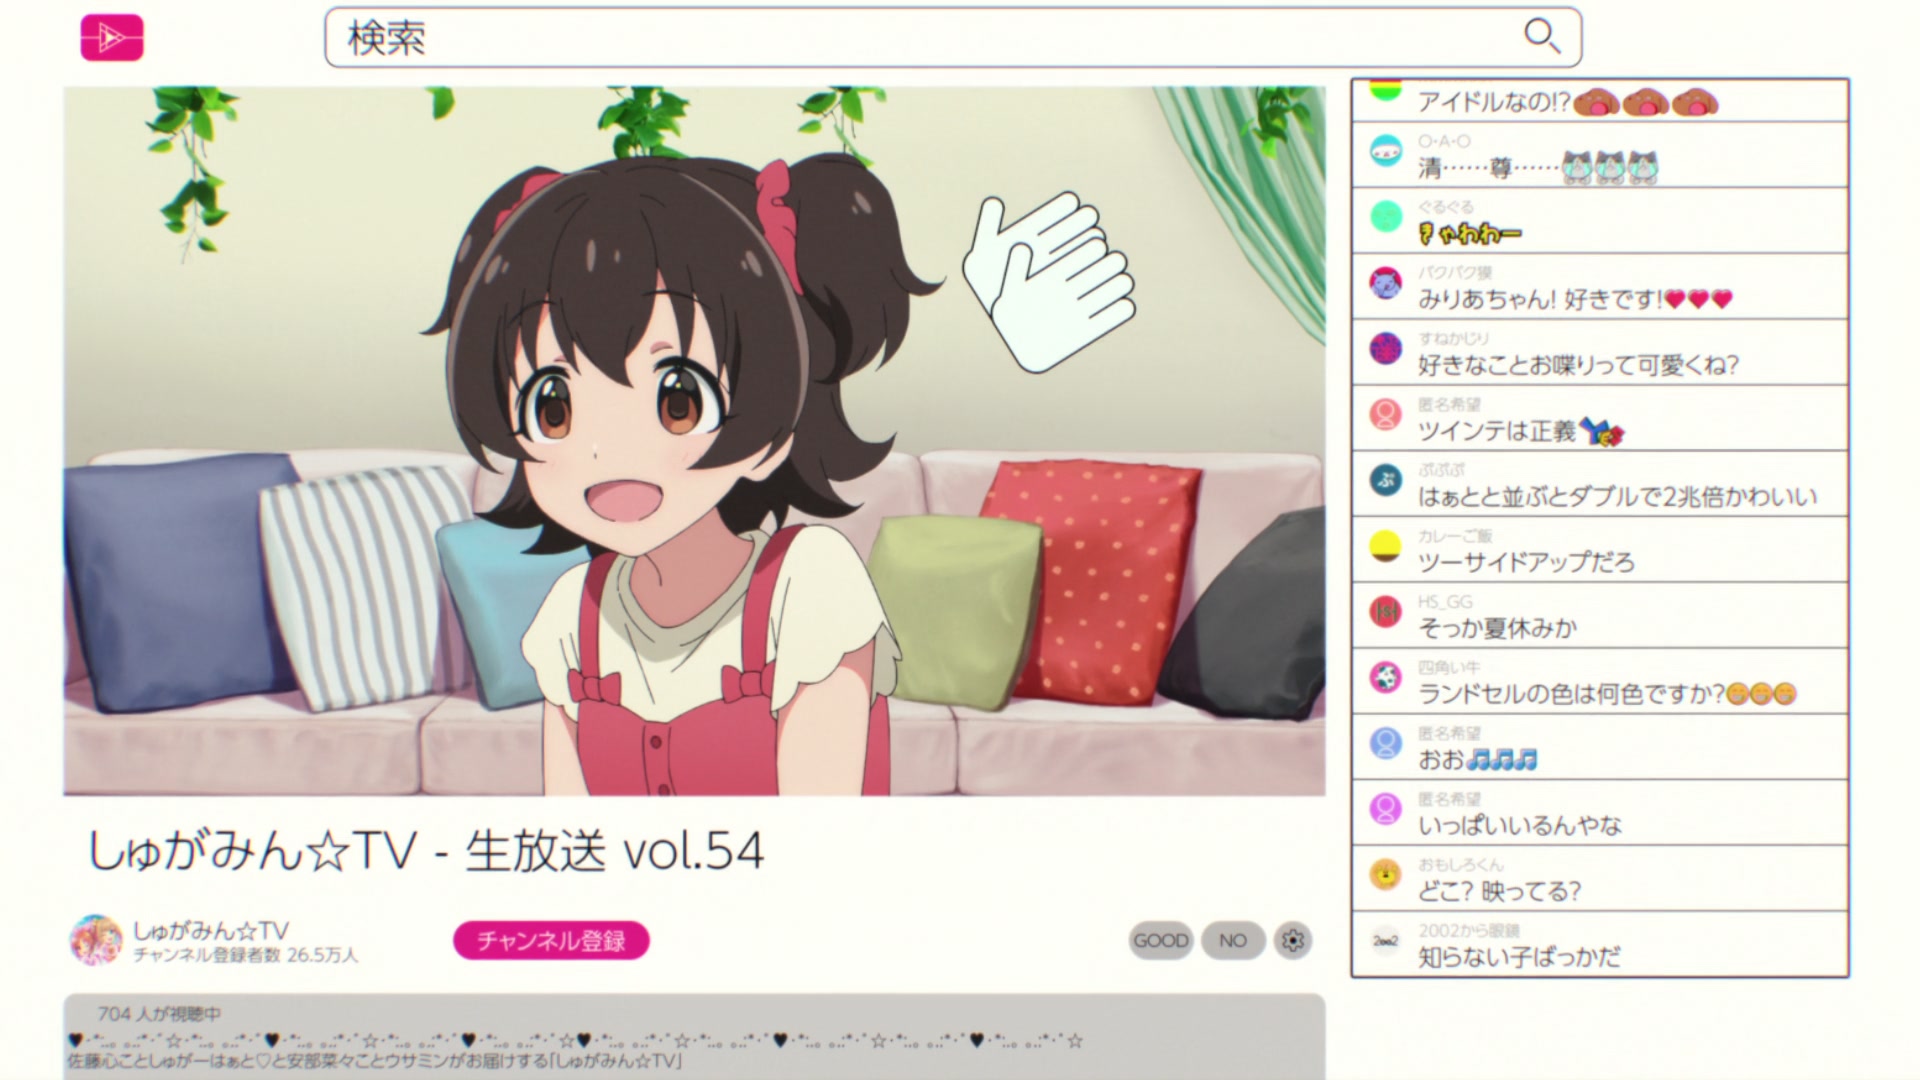 検索
アイドルなの!?
O・A・O
清……尊……
ぐるぐる
きゃわわー
バクバク獏
みりあちゃん! 好きです!
すねかじり
好きなことお喋りって可愛くね?
匿名希望
ツインテは正義
ぷぷぷ
ぷ
はぁとと並ぶとダブルで2兆倍かわいい
カレーご飯
ツーサイドアップだろ
HS_GG
そっか夏休みか
四角い牛
ランドセルの色は何色ですか?
匿名希望
おお
匿名希望
いっぱいいるんやな
おもしろくん
どこ? 映ってる?
2002から眼鏡
知らない子ばっかだ
しゅがみん☆TV - 生放送 vol.54
しゅがみん☆TV
チャンネル登録者数 26.5万人
チャンネル登録
GOOD
NO
704 人が視聴中
佐藤心ことしゅがーはぁと♡と安部菜々ことウサミンがお届けする「しゅがみん☆TV」